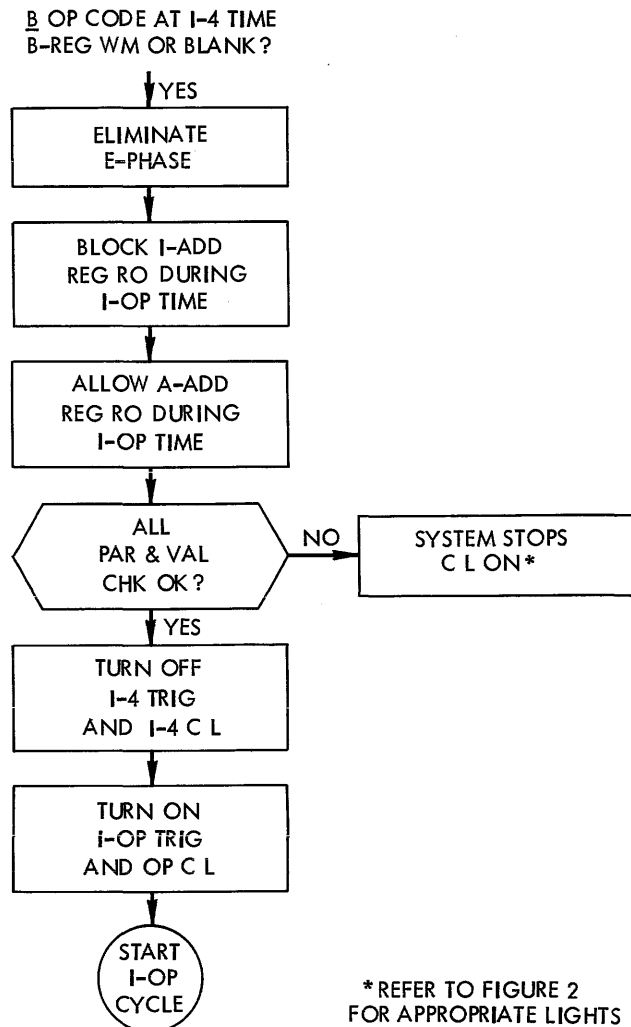 B OP CODE AT I-4 TIME
B-REG WM OR BLANK?
YES
ELIMINATE
E-PHASE
BLOCK I-ADD
REG RO DURING
I-OP TIME
ALLOW A-ADD
REG RO DURING
I-OP TIME
ALL
PAR & VAL
CHK OK?
NO
SYSTEM STOPS
C L ON*
YES
TURN OFF
I-4 TRIG
AND I-4 C L
TURN ON
I-OP TRIG
AND OP C L
START
I-OP
CYCLE
*REFER TO FIGURE 2
FOR APPROPRIATE LIGHTS